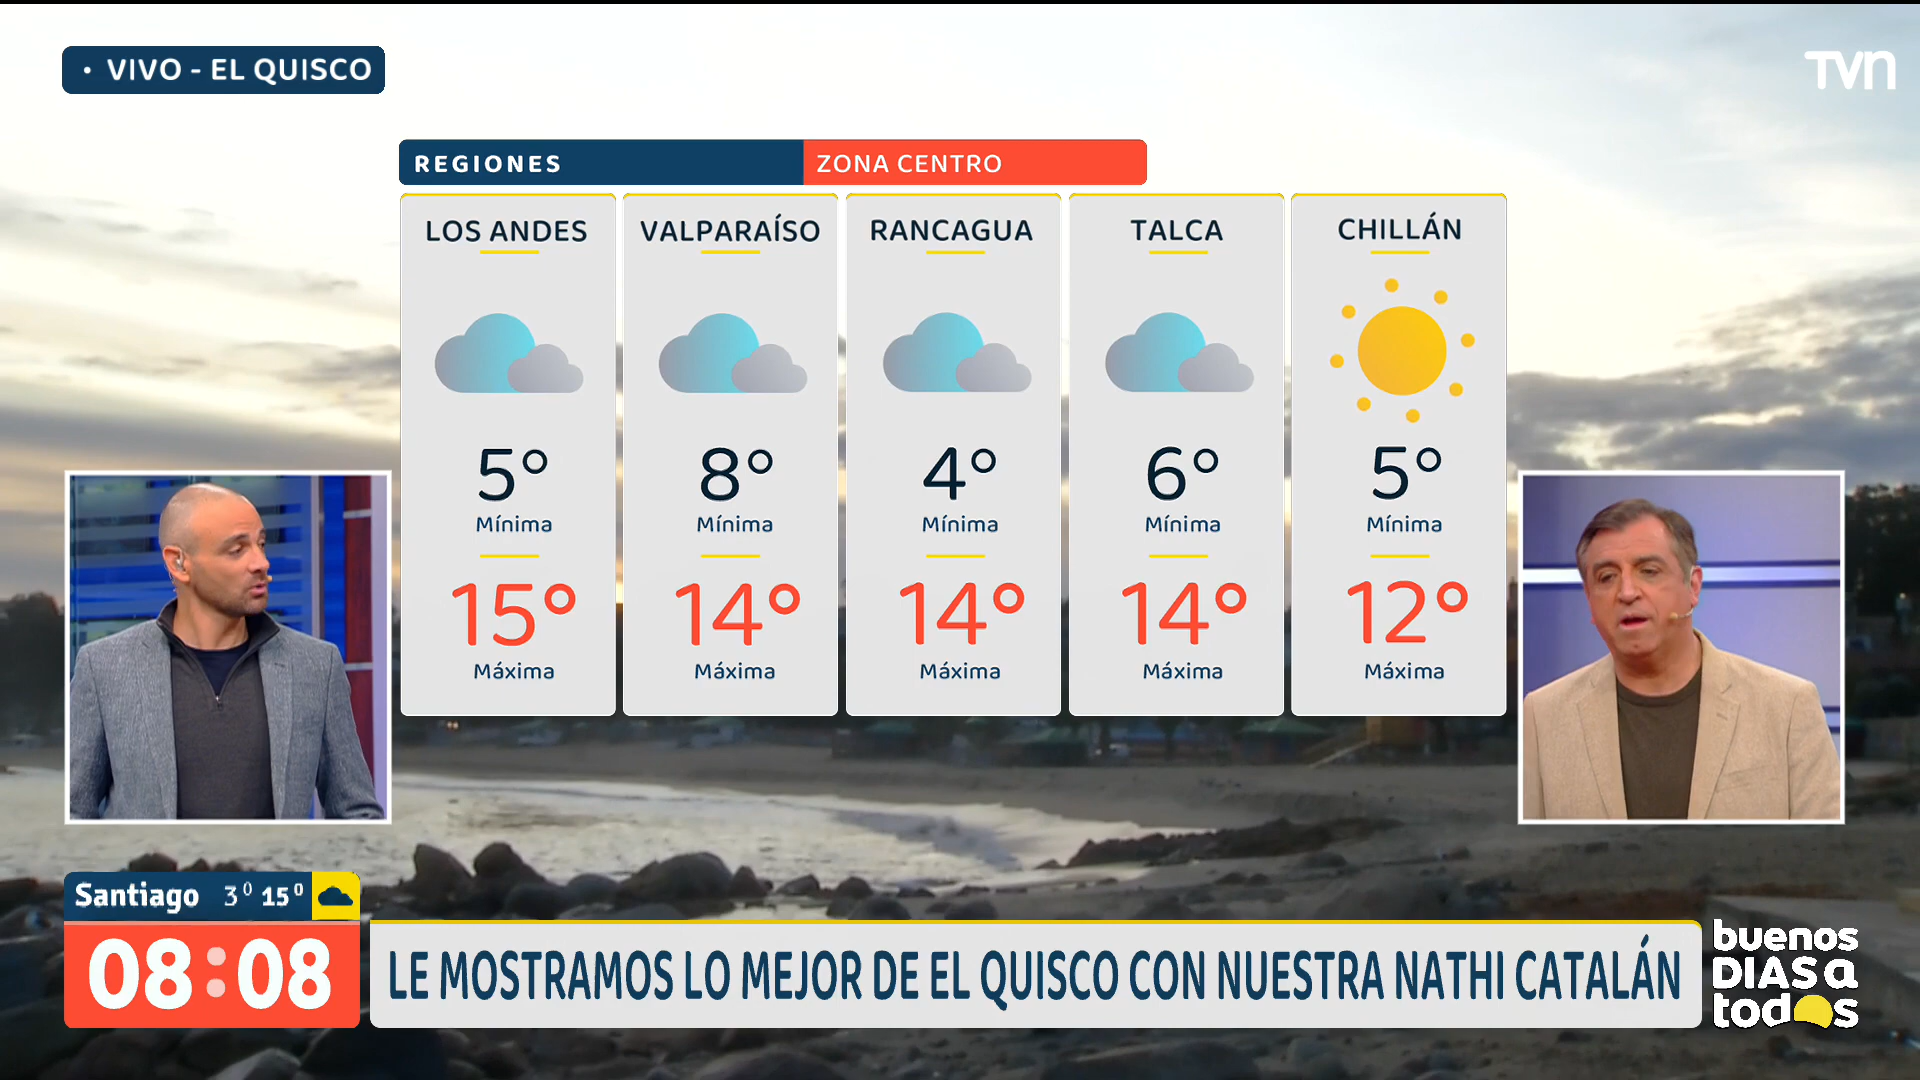 • VIVO - EL QUISCO
TVN
REGIONES ZONA CENTRO
LOS ANDES
5°
Mínima
15°
Máxima
VALPARAÍSO
8°
Mínima
14°
Máxima
RANCAGUA
4°
Mínima
14°
Máxima
TALCA
6°
Mínima
14°
Máxima
CHILLÁN
5°
Mínima
12°
Máxima
Santiago 3° 15°
08:08
LE MOSTRAMOS LO MEJOR DE EL QUISCO CON NUESTRA NATHI CATALÁN
buenos
DIAS a
todos